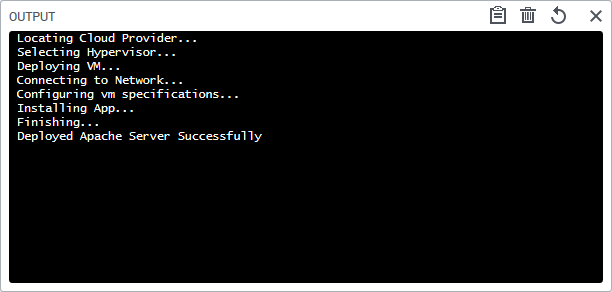 OUTPUT
Locating Cloud Provider...
Selecting Hypervisor...
Deploying VM...
Connecting to Network...
Configuring vm specifications...
Installing App...
Finishing...
Deployed Apache Server Successfully